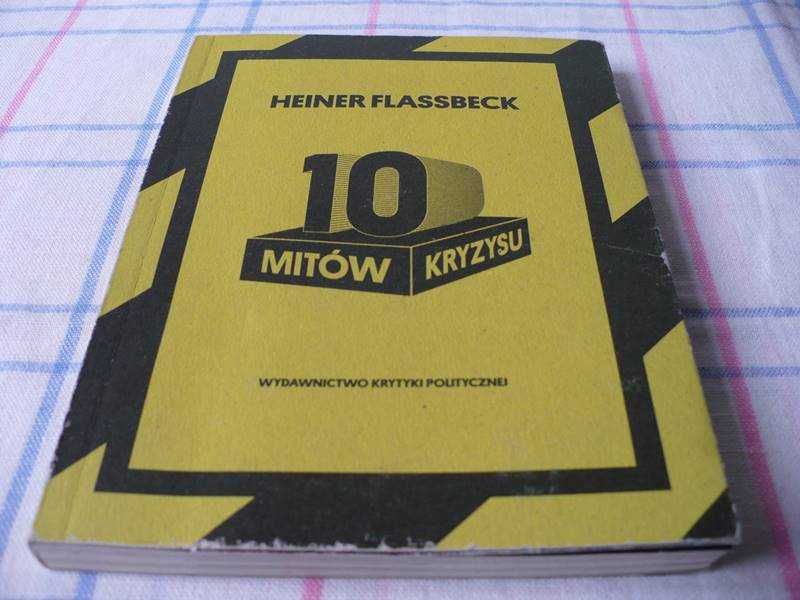 HEINER FLASSBECK
10
MITÓW KRYZYSU
WYDAWNICTWO KRYTYKI POLITYCZNEJ